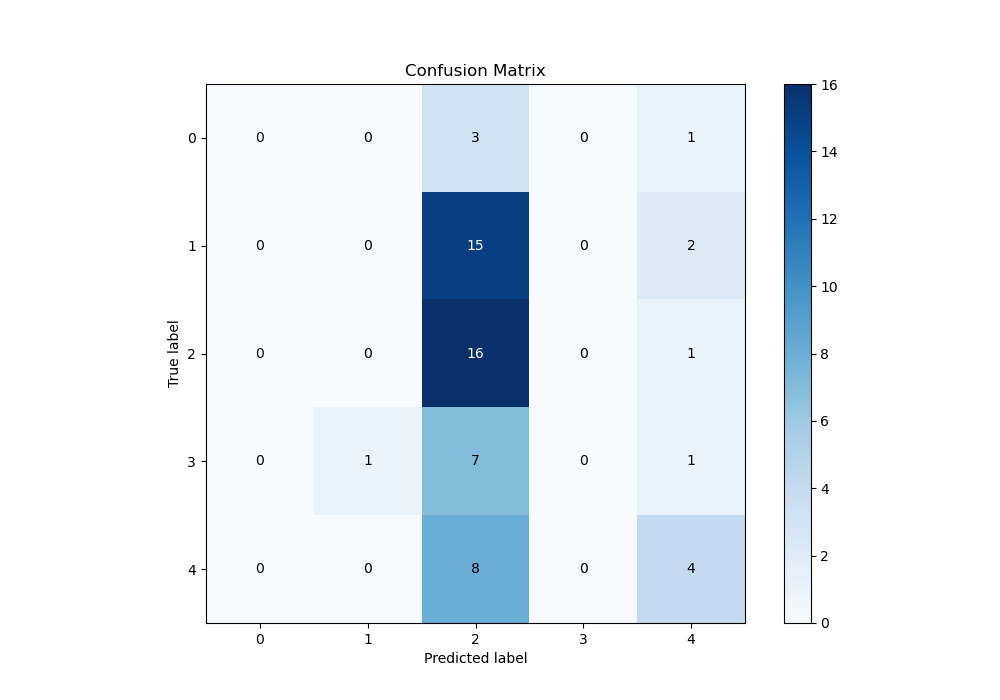 Confusion Matrix
0 0 0 3 0 1
1 0 0 15 0 2
2 0 0 16 0 1
3 0 1 7 0 1
4 0 0 8 0 4
0 1 2 3 4
Predicted label
True label
16
14
12
10
8
6
4
2
0